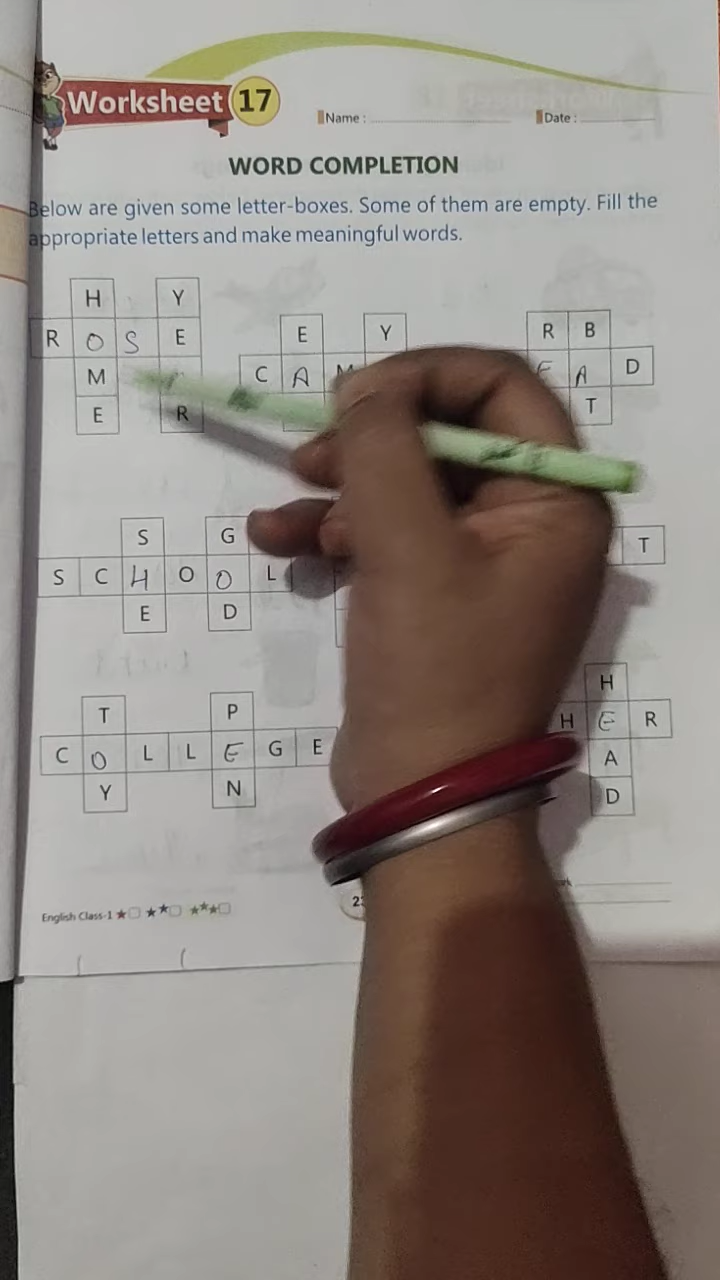 Worksheet 17
Name :
Date :
WORD COMPLETION
Below are given some letter-boxes. Some of them are empty. Fill the
appropriate letters and make meaningful words.
H Y
R O S E
M
E R
E Y
C A M
R B
E A D
T
S G
S C H O O L
E D
T
H
H E R
A
D
T P
C O L L E G E
Y N
English Class-1